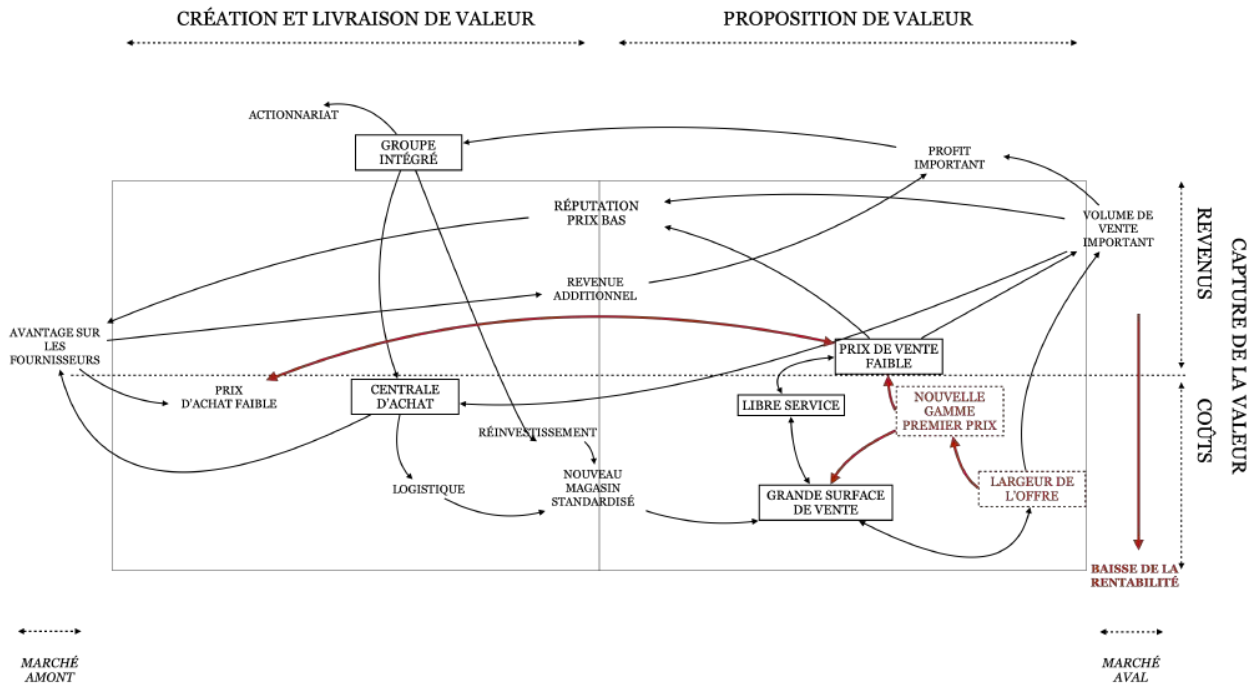 CRÉATION ET LIVRAISON DE VALEUR
PROPOSITION DE VALEUR
ACTIONNARIAT
GROUPE
INTÉGRÉ
PROFIT
IMPORTANT
RÉPUTATION
PRIX BAS
VOLUME DE
VENTE
IMPORTANT
REVENUS
CAPTURE DE LA VALEUR
REVENUE
ADDITIONNEL
AVANTAGE SUR
LES
FOURNISSEURS
PRIX DE VENTE
FAIBLE
PRIX
D'ACHAT FAIBLE
CENTRALE
D'ACHAT
LIBRE SERVICE
NOUVELLE
GAMME
PREMIER PRIX
COÛTS
RÉINVESTISSEMENT
LOGISTIQUE
NOUVEAU
MAGASIN
STANDARDISÉ
GRANDE SURFACE
DE VENTE
LARGEUR DE
L'OFFRE
BAISSE DE LA
RENTABILITÉ
MARCHÉ
AMONT
MARCHÉ
AVAL